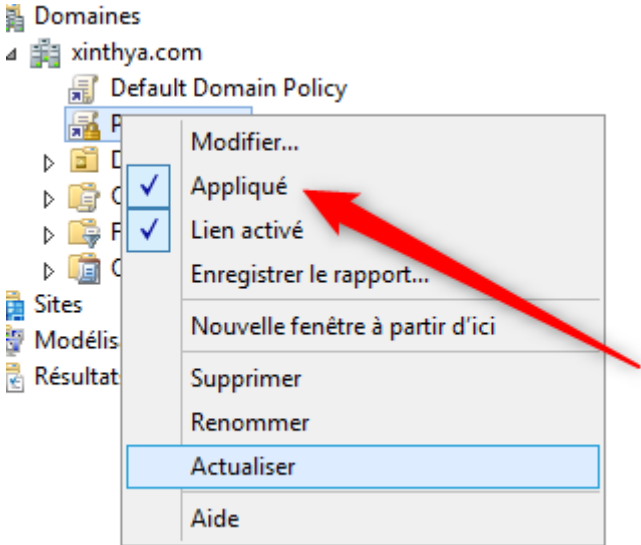 Domaines
xinthya.com
Default Domain Policy
P
Modifier...
D
Appliqué
C
Lien activé
F
Enregistrer le rapport...
Sites
Nouvelle fenêtre à partir d'ici
Modélis
Résultat
Supprimer
Renommer
Actualiser
Aide